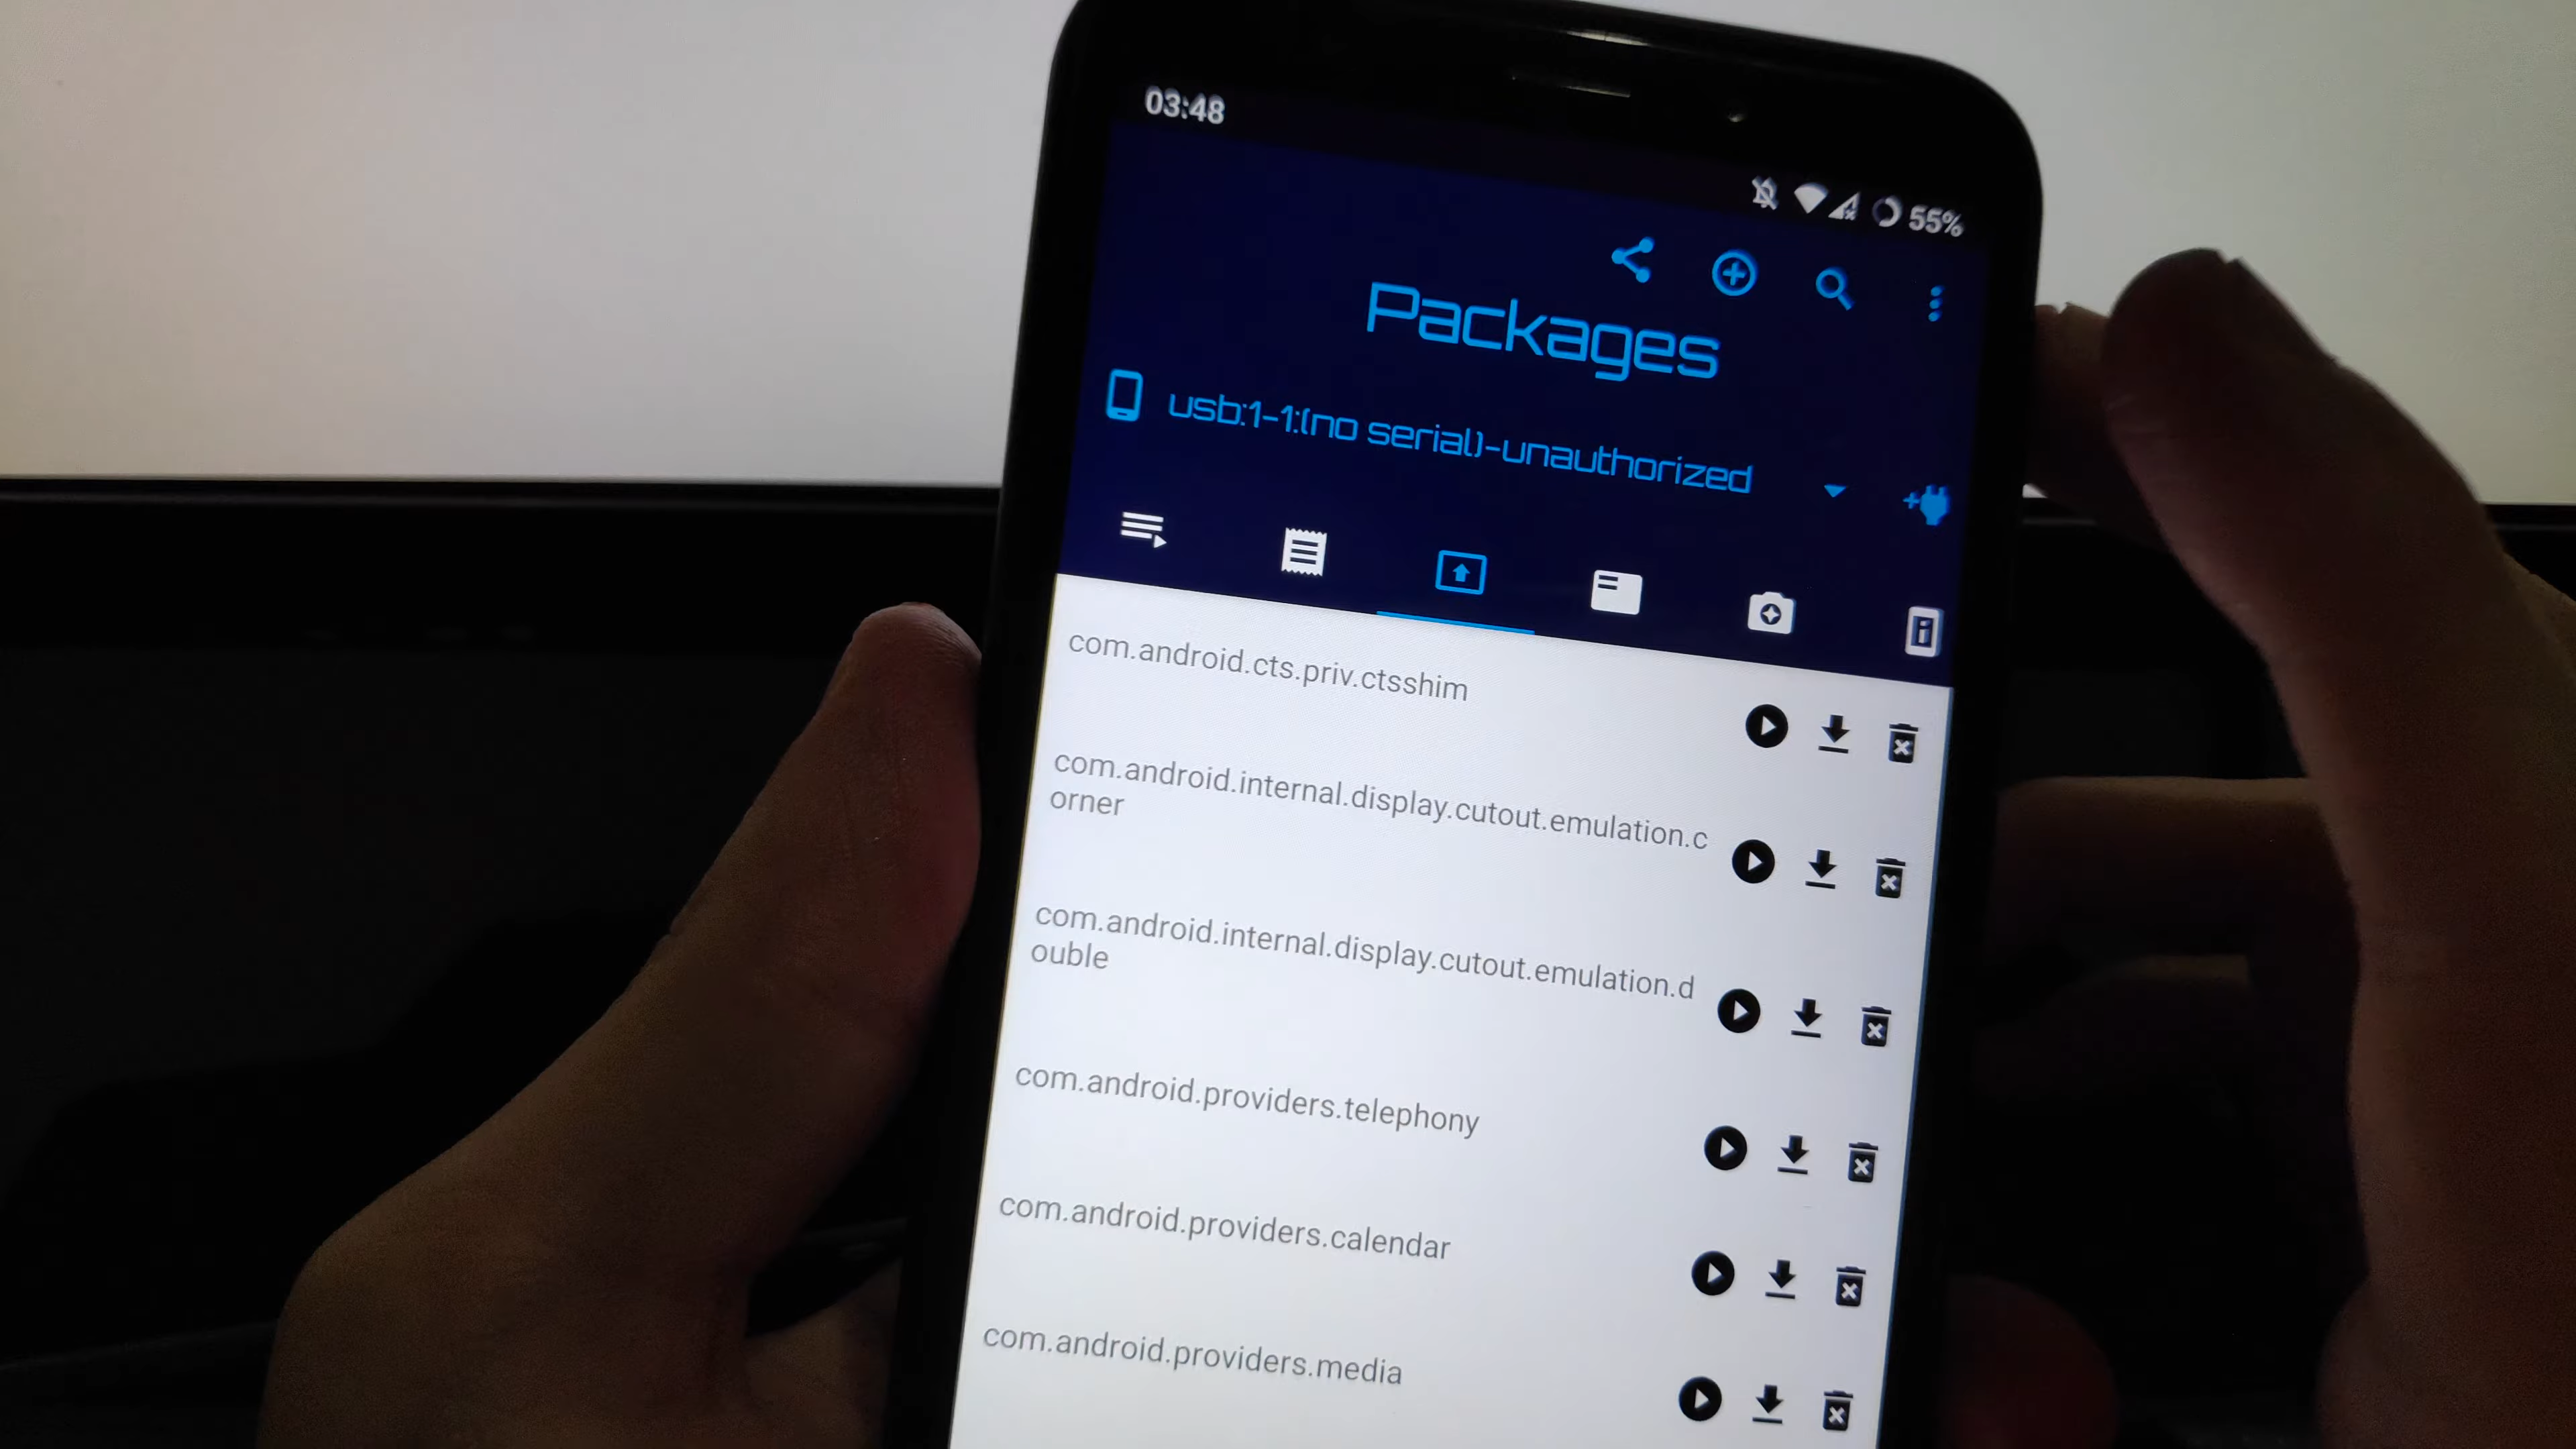 03:48
55%
Packages
usb:1-1:(no serial)-unauthorized
com.android.cts.priv.ctsshim
com.android.internal.display.cutout.emulation.c
orner
com.android.internal.display.cutout.emulation.d
ouble
com.android.providers.telephony
com.android.providers.calendar
com.android.providers.media